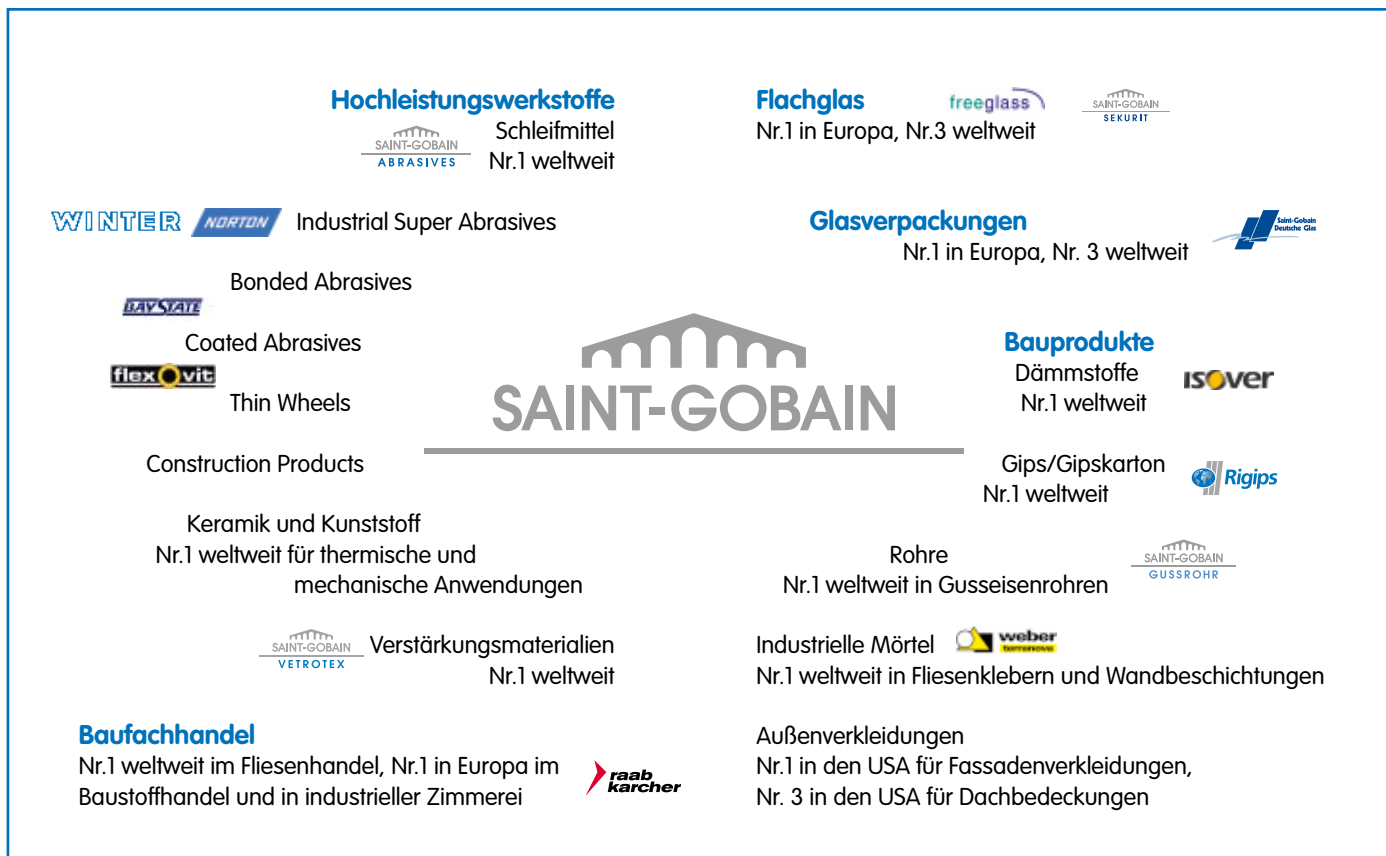 Hochleistungswerkstoffe
SAINT-GOBAIN
ABRASIVES
Schleifmittel
Nr.1 weltweit
WINTER NORTON Industrial Super Abrasives
Bonded Abrasives
BAY STATE
Coated Abrasives
flexovit
Thin Wheels
Construction Products
Keramik und Kunststoff
Nr.1 weltweit für thermische und
mechanische Anwendungen
SAINT-GOBAIN
VETROTEX
Verstärkungsmaterialien
Nr.1 weltweit
Baufachhandel
Nr.1 weltweit im Fliesenhandel, Nr.1 in Europa im
Baustoffhandel und in industrieller Zimmerei
raab
karcher
SAINT-GOBAIN
Flachglas
freeglass
SAINT-GOBAIN
SEKURIT
Nr.1 in Europa, Nr.3 weltweit
Glasverpackungen
Saint-Gobain
Deutsche Glas
Nr.1 in Europa, Nr. 3 weltweit
Bauprodukte
Dämmstoffe
Nr.1 weltweit
ISOVER
Gips/Gipskarton
Nr.1 weltweit
Rigips
Rohre
Nr.1 weltweit in Gusseisenrohren
SAINT-GOBAIN
GUSSROHR
Industrielle Mörtel
weber
terranova
Nr.1 weltweit in Fliesenklebern und Wandbeschichtungen
Außenverkleidungen
Nr.1 in den USA für Fassadenverkleidungen,
Nr. 3 in den USA für Dachbedeckungen